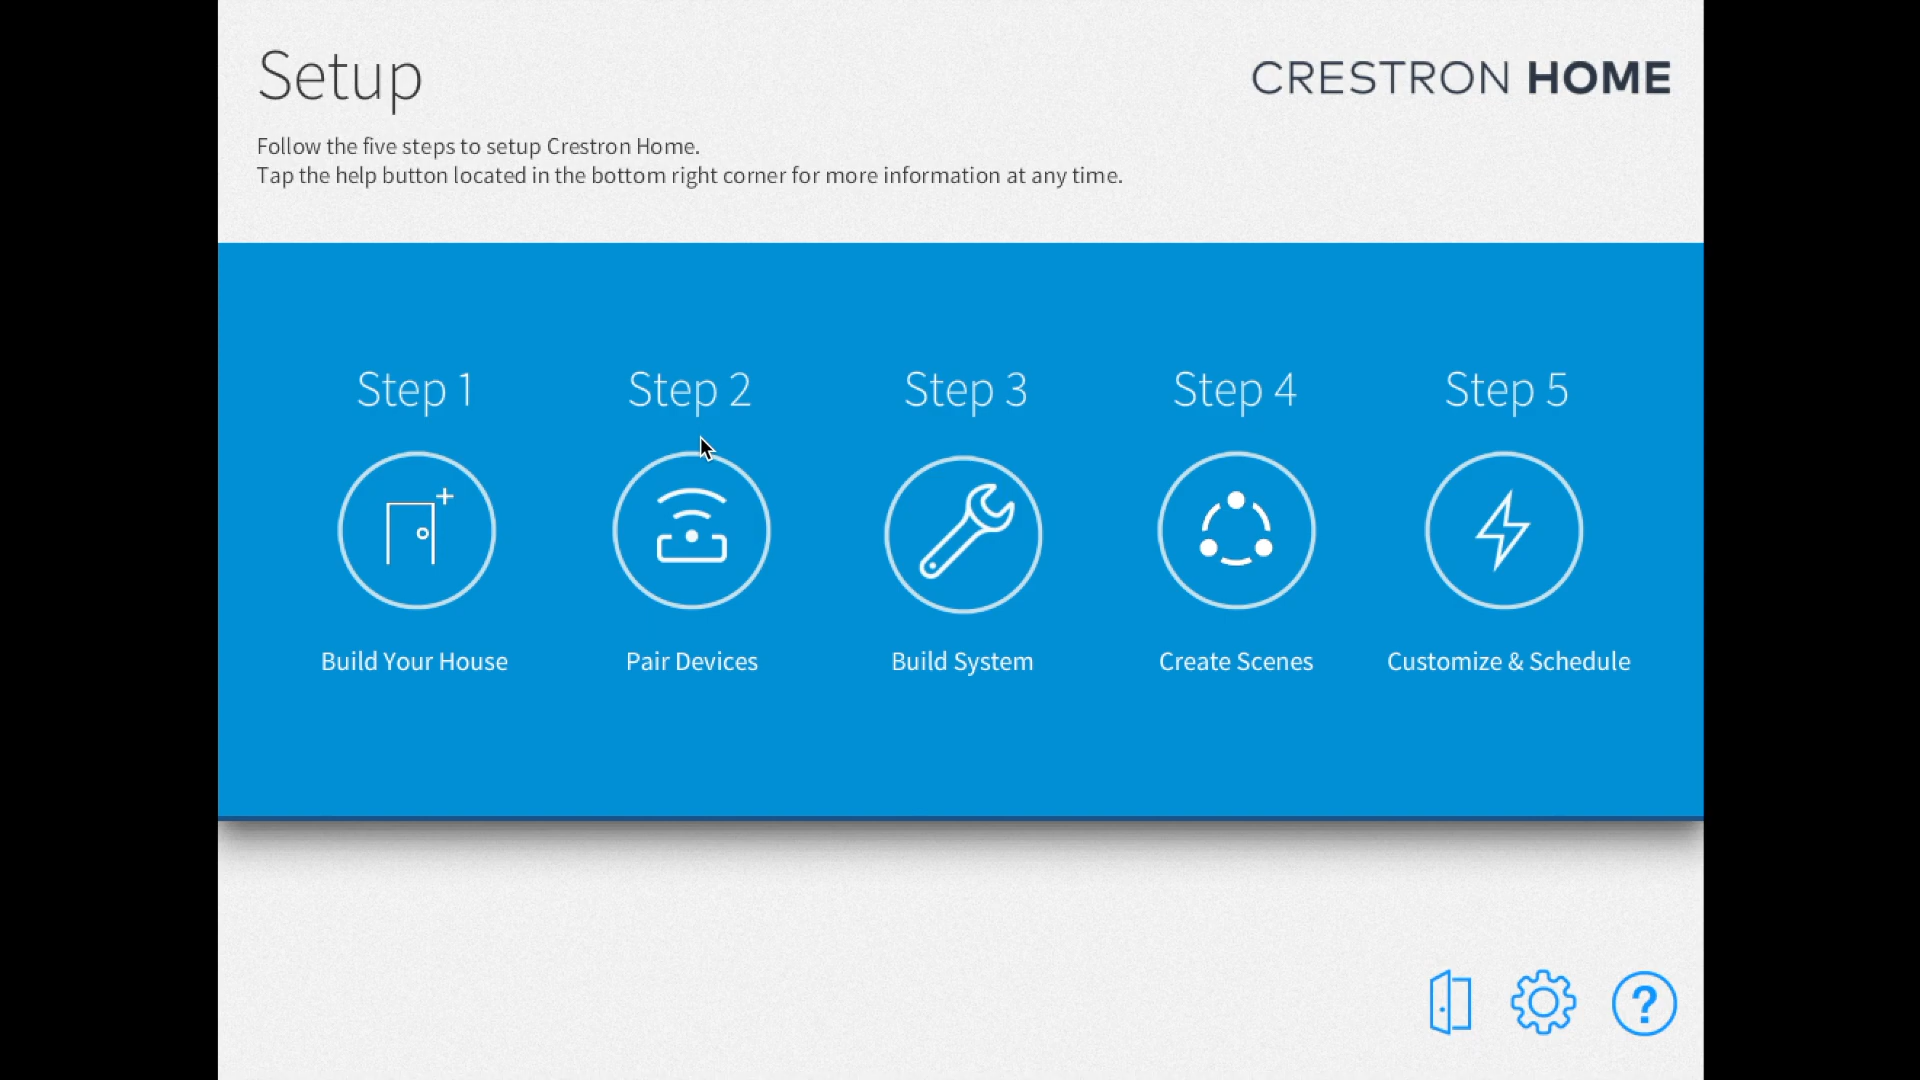 Setup
CRESTRON HOME
Follow the five steps to setup Crestron Home.
Tap the help button located in the bottom right corner for more information at any time.
Step 1
Step 2
Step 3
Step 4
Step 5
Build Your House
Pair Devices
Build System
Create Scenes
Customize & Schedule
?